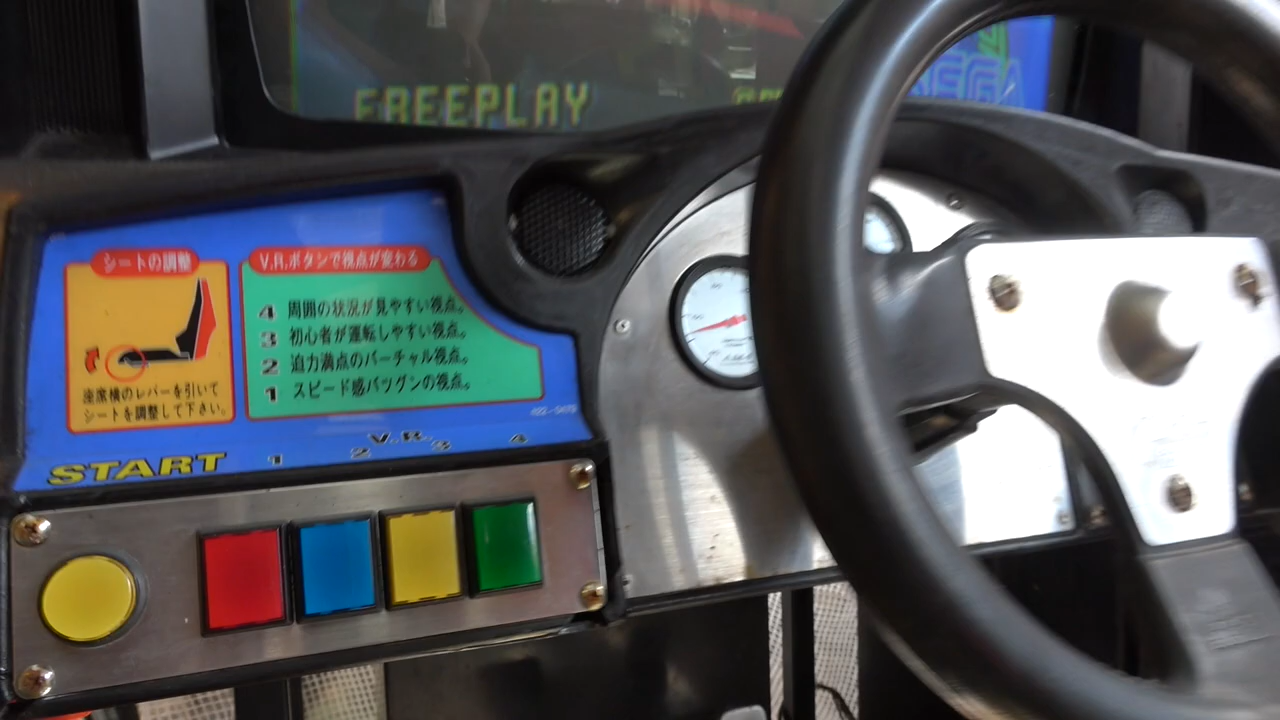 FREEPLAY
SEGA
シートの調整
座席横のレバーを引いて
シートを調整して下さい。
V.R.ボタンで視点が変わる
4 周囲の状況が見やすい視点。
3 初心者が運転しやすい視点。
2 迫力満点のバーチャル視点。
1 スピード感バツグンの視点。
START
V.R.
1 2 3 4